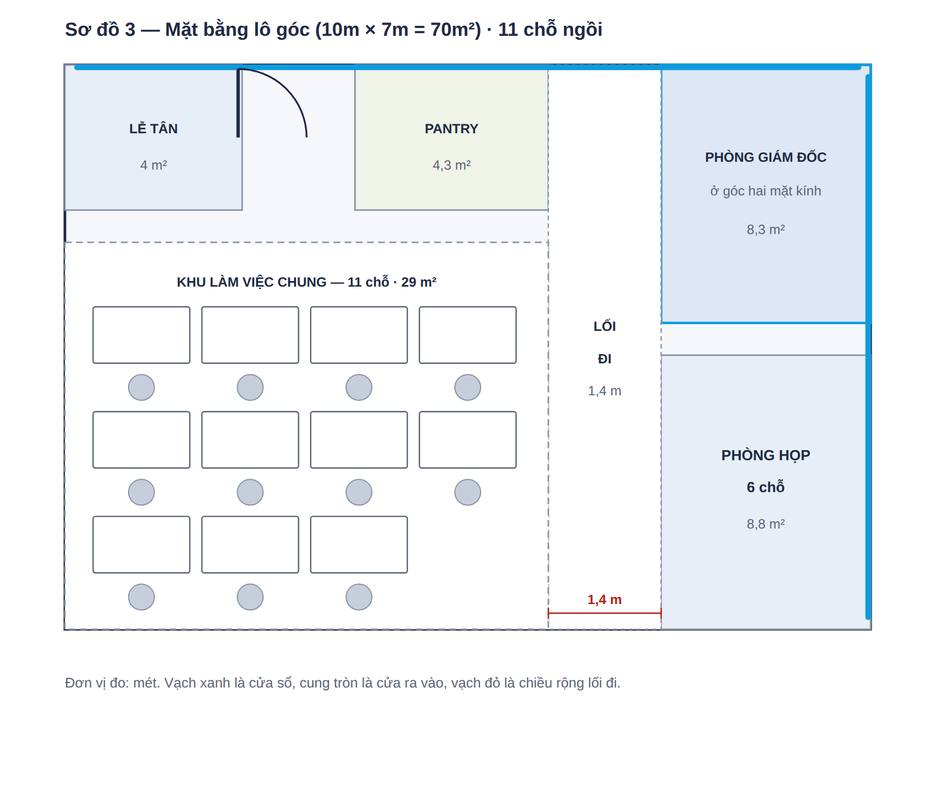 Sơ đồ 3 — Mặt bằng lô góc (10m × 7m = 70m²) · 11 chỗ ngồi
LỄ TÂN
4 m²
PANTRY
4,3 m²
PHÒNG GIÁM ĐỐC
ở góc hai mặt kính
8,3 m²
KHU LÀM VIỆC CHUNG — 11 chỗ · 29 m²
LỐI
ĐI
1,4 m
PHÒNG HỌP
6 chỗ
8,8 m²
1,4 m
Đơn vị đo: mét. Vạch xanh là cửa sổ, cung tròn là cửa ra vào, vạch đỏ là chiều rộng lối đi.